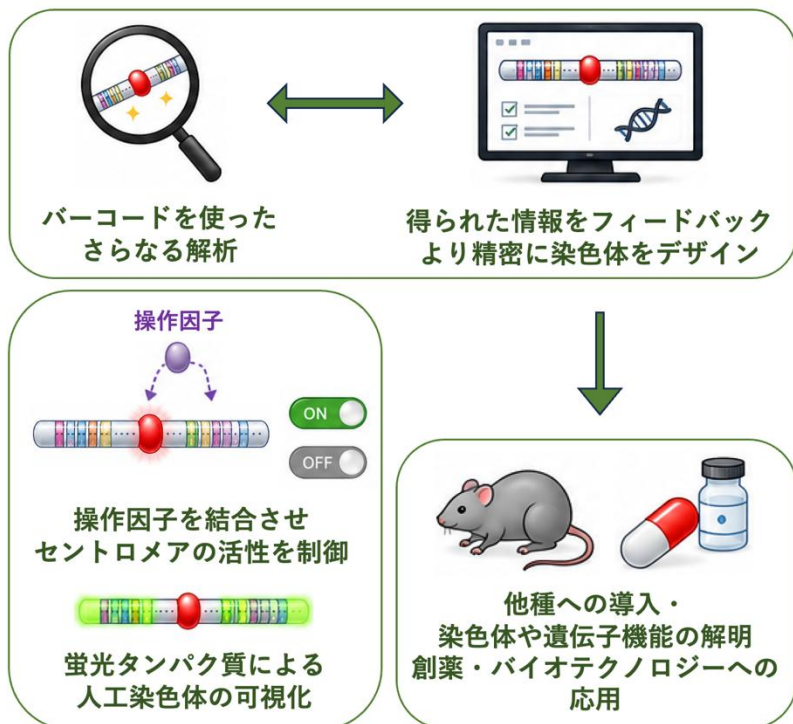 バーコードを使った
さらなる解析
得られた情報をフィードバック
より精密に染色体をデザイン
操作因子
ON
OFF
操作因子を結合させ
セントロメアの活性を制御
蛍光タンパク質による
人工染色体の可視化
他種への導入・
染色体や遺伝子機能の解明
創薬・バイオテクノロジーへの
応用